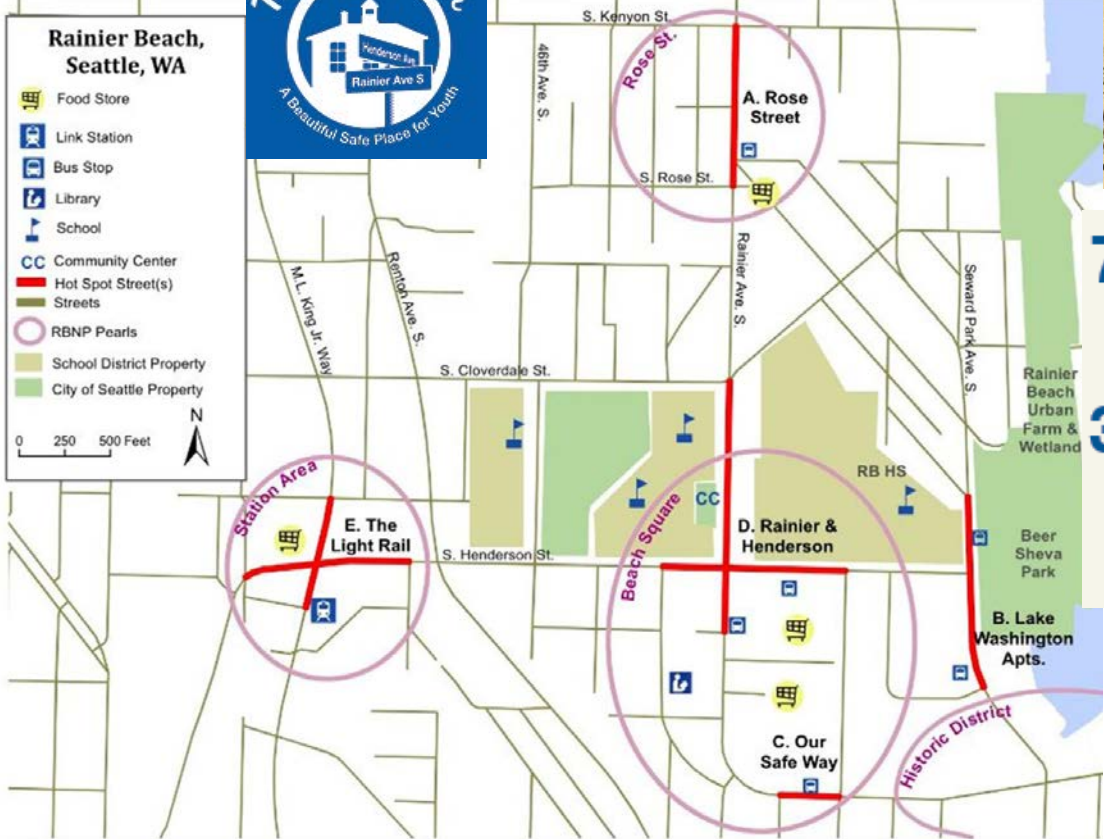 Rainier Beach,
Seattle, WA
Food Store
Link Station
Bus Stop
Library
School
CC Community Center
Hot Spot Street(s)
Streets
RBNP Pearls
School District Property
City of Seattle Property
N
0 250 500 Feet
Henderson Ave
Rainier Ave S
A Beautiful Safe Place for Youth
S. Kenyon St.
46th Ave. S.
Rose St.
A. Rose
Street
S. Rose St.
Rainier Ave. S.
M.L. King Jr. Way
Renton Ave. S.
Seward Park Ave. S.
7
S. Cloverdale St.
Rainier
Beach
Urban
Farm &
Wetland
3
RB HS
CC
Station Area
E. The
Light Rail
S. Henderson St.
Beach Square
D. Rainier &
Henderson
Beer
Sheva
Park
B. Lake
Washington
Apts.
C. Our
Safe Way
Historic District